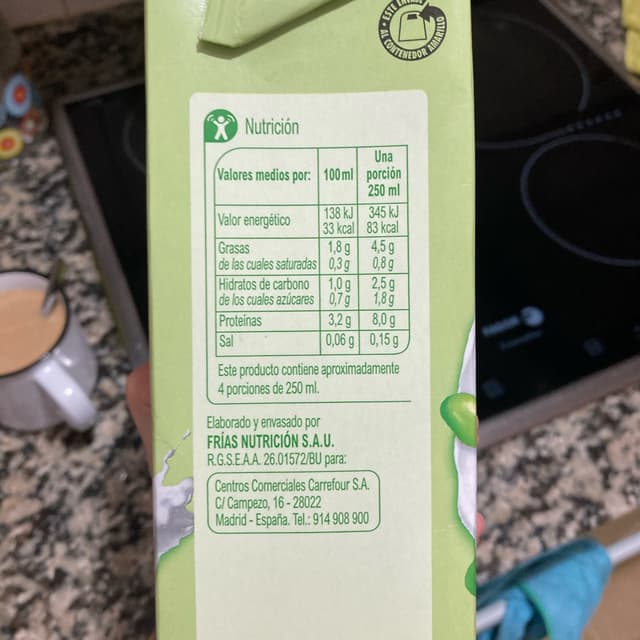 ESTE ENVASE
AL CONTENEDOR AMARILLO
Nutrición
Valores medios por: 100 ml Una porción 250 ml
Valor energético 138 kJ 345 kJ
33 kcal 83 kcal
Grasas 1,8 g 4,5 g
de las cuales saturadas 0,3 g 0,8 g
Hidratos de carbono 1,0 g 2,5 g
de los cuales azúcares 0,7 g 1,8 g
Proteínas 3,2 g 8,0 g
Sal 0,06 g 0,15 g
Este producto contiene aproximadamente
4 porciones de 250 ml.
Elaborado y envasado por
FRÍAS NUTRICIÓN S.A.U.
R.G.S.E.A.A. 26.01572/BU para:
Centros Comerciales Carrefour S.A.
C/ Campezo, 16 - 28022
Madrid - España. Tel.: 914 908 900